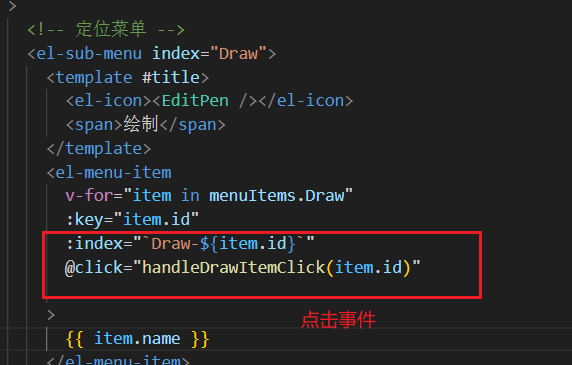 >
<!-- 定位菜单 -->
<el-sub-menu index="Draw">
<template #title>
<el-icon><EditPen /></el-icon>
<span>绘制</span>
</template>
<el-menu-item
v-for="item in menuItems.Draw"
:key="item.id"
:index="`Draw-${item.id}`"
@click="handleDrawItemClick(item.id)"
点击事件
>
{{ item.name }}
</el-menu-item>